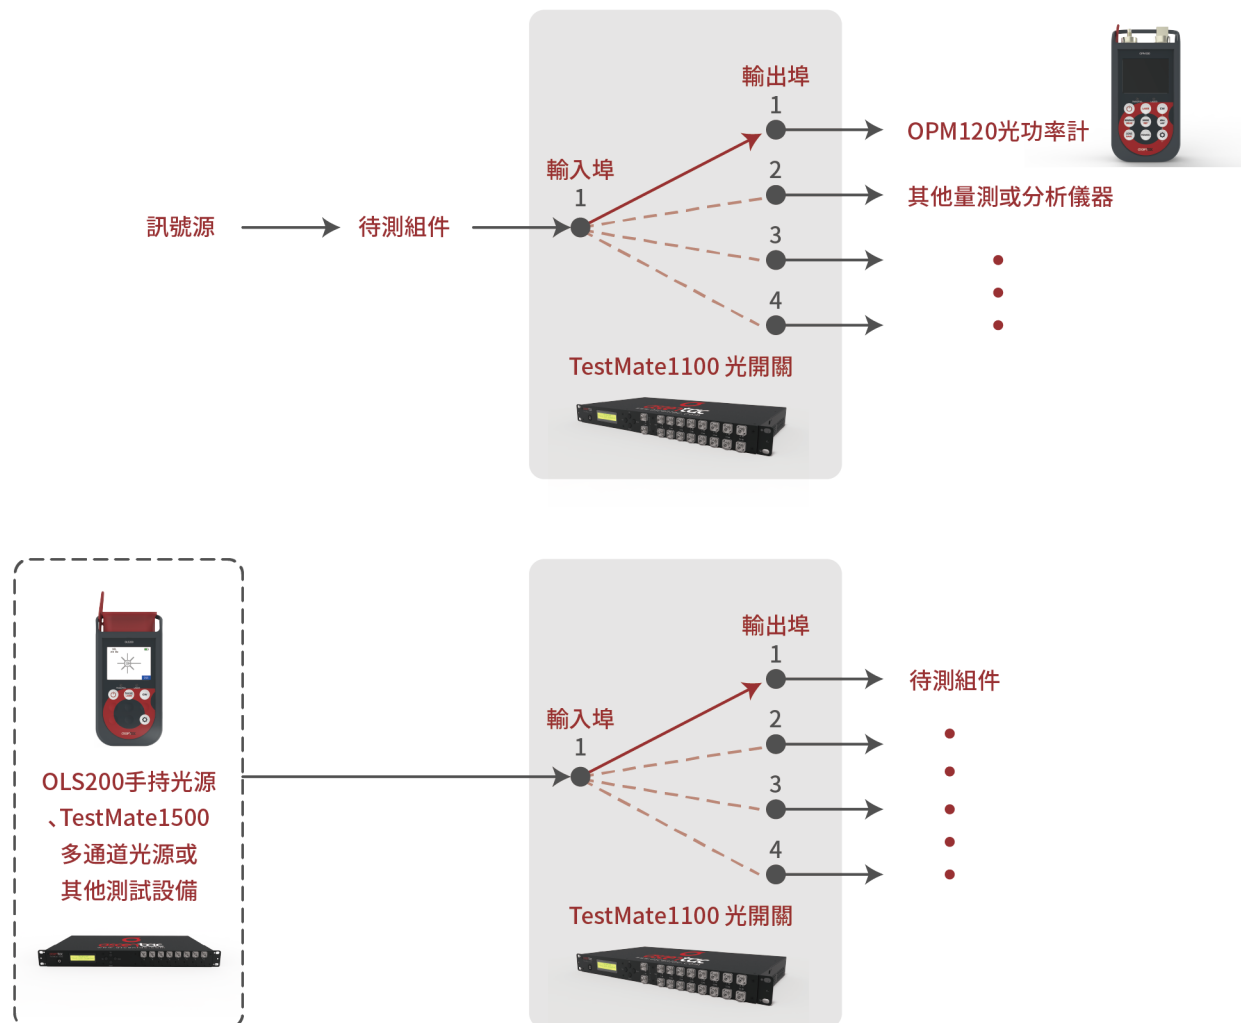 輸出埠
1
OPM120光功率計
2
其他量測或分析儀器
輸入埠
1
訊號源
待測組件
3
4
TestMate1100 光開關
輸出埠
1
待測組件
2
輸入埠
1
3
4
OLS200手持光源
、TestMate1500
多通道光源或
其他測試設備
TestMate1100 光開關